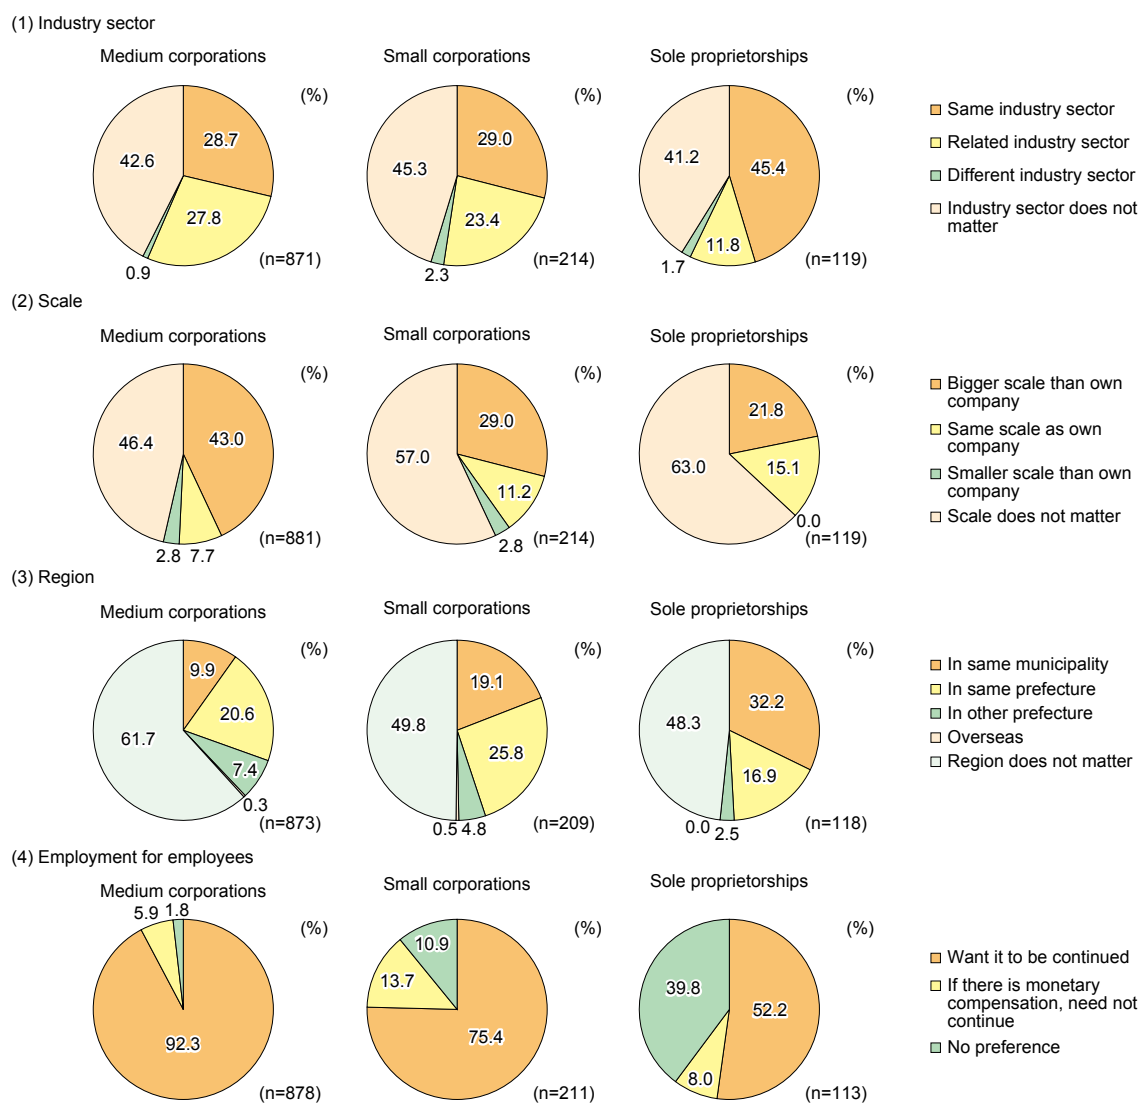 (1) Industry sector
Medium corporations
Small corporations
Sole proprietorships
(%)
(%)
(%)
28.7
27.8
0.9
42.6
(n=871)
29.0
23.4
2.3
45.3
(n=214)
45.4
11.8
1.7
41.2
(n=119)
Same industry sector
Related industry sector
Different industry sector
Industry sector does not
matter
(2) Scale
Medium corporations
Small corporations
Sole proprietorships
(%)
(%)
(%)
43.0
7.7
2.8
46.4
(n=881)
29.0
11.2
2.8
57.0
(n=214)
21.8
15.1
0.0
63.0
(n=119)
Bigger scale than own
company
Same scale as own
company
Smaller scale than own
company
Scale does not matter
(3) Region
Medium corporations
Small corporations
Sole proprietorships
(%)
(%)
(%)
9.9
20.6
7.4
0.3
61.7
(n=873)
19.1
25.8
4.8
0.5
49.8
(n=209)
32.2
16.9
2.5
0.0
48.3
(n=118)
In same municipality
In same prefecture
In other prefecture
Overseas
Region does not matter
(4) Employment for employees
Medium corporations
Small corporations
Sole proprietorships
(%)
(%)
(%)
5.9
1.8
92.3
(n=878)
10.9
13.7
75.4
(n=211)
39.8
52.2
8.0
(n=113)
Want it to be continued
If there is monetary
compensation, need not
continue
No preference